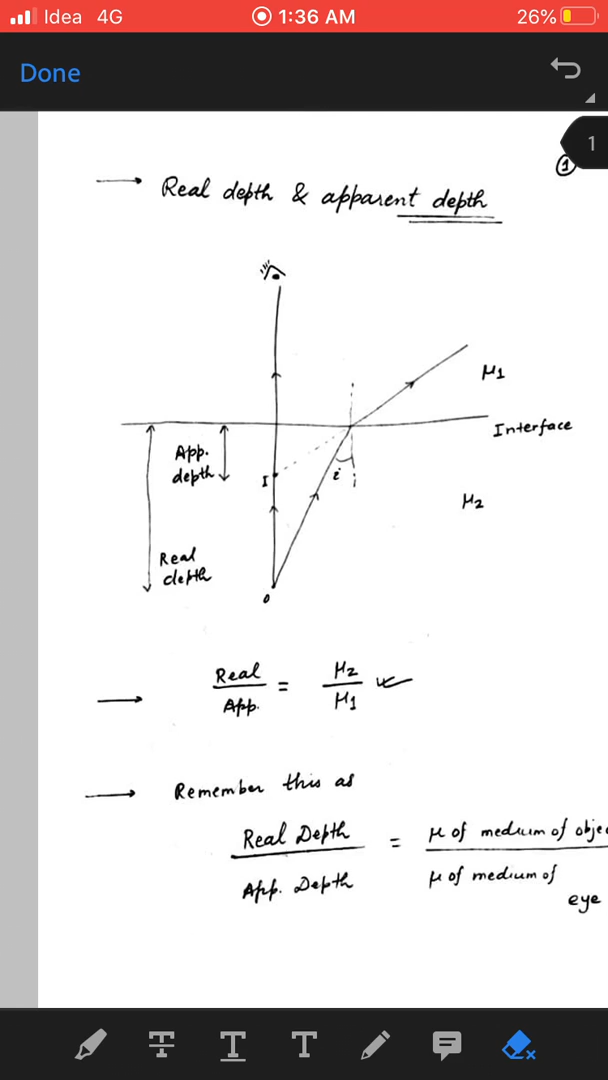 Idea 4G 1:36 AM 26%
Done
1
1
→ Real depth & apparent depth
μ1
Interface
App.
depth
I
i
μ2
Real
depth
O
→ Real / App. = μ2 / μ1
→ Remember this as
Real Depth = μ of medium of objec
App. Depth μ of medium of
eye
T T T